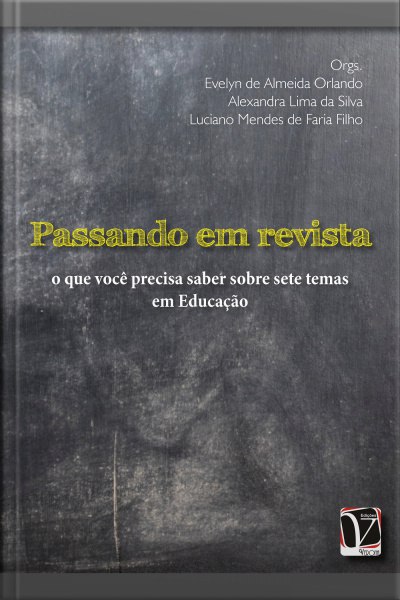 Orgs.
Evelyn de Almeida Orlando
Alexandra Lima da Silva
Luciano Mendes de Faria Filho
Passando em revista
o que você precisa saber sobre sete temas
em Educação
Edições